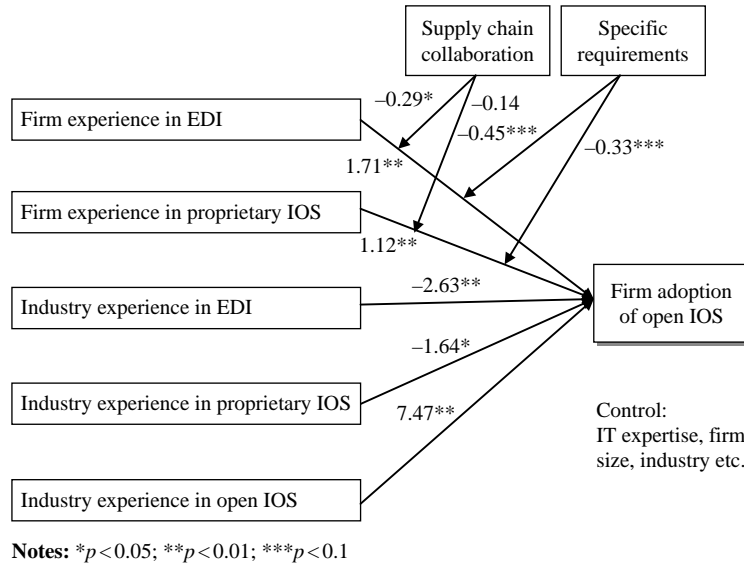 Supply chain
collaboration
Specific
requirements
–0.29*
–0.14
Firm experience in EDI
–0.45***
–0.33***
1.71**
Firm experience in proprietary IOS
1.12**
–2.63**
Industry experience in EDI
Firm adoption
of open IOS
–1.64*
Industry experience in proprietary IOS
7.47**
Control:
IT expertise, firm
size, industry etc.
Industry experience in open IOS
Notes: *p<0.05; **p<0.01; ***p<0.1